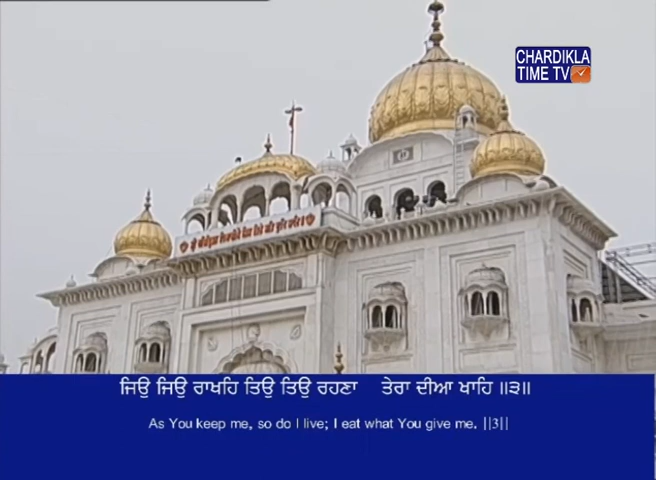 CHARDIKLA
TIME TV
ਜਿਉ ਜਿਉ ਰਾਖਹਿ ਤਿਉ ਤਿਉ ਰਹਣਾ ਤੇਰਾ ਦੀਆ ਖਾਹਿ ॥੩॥
As You keep me, so do I live; I eat what You give me. ||3||